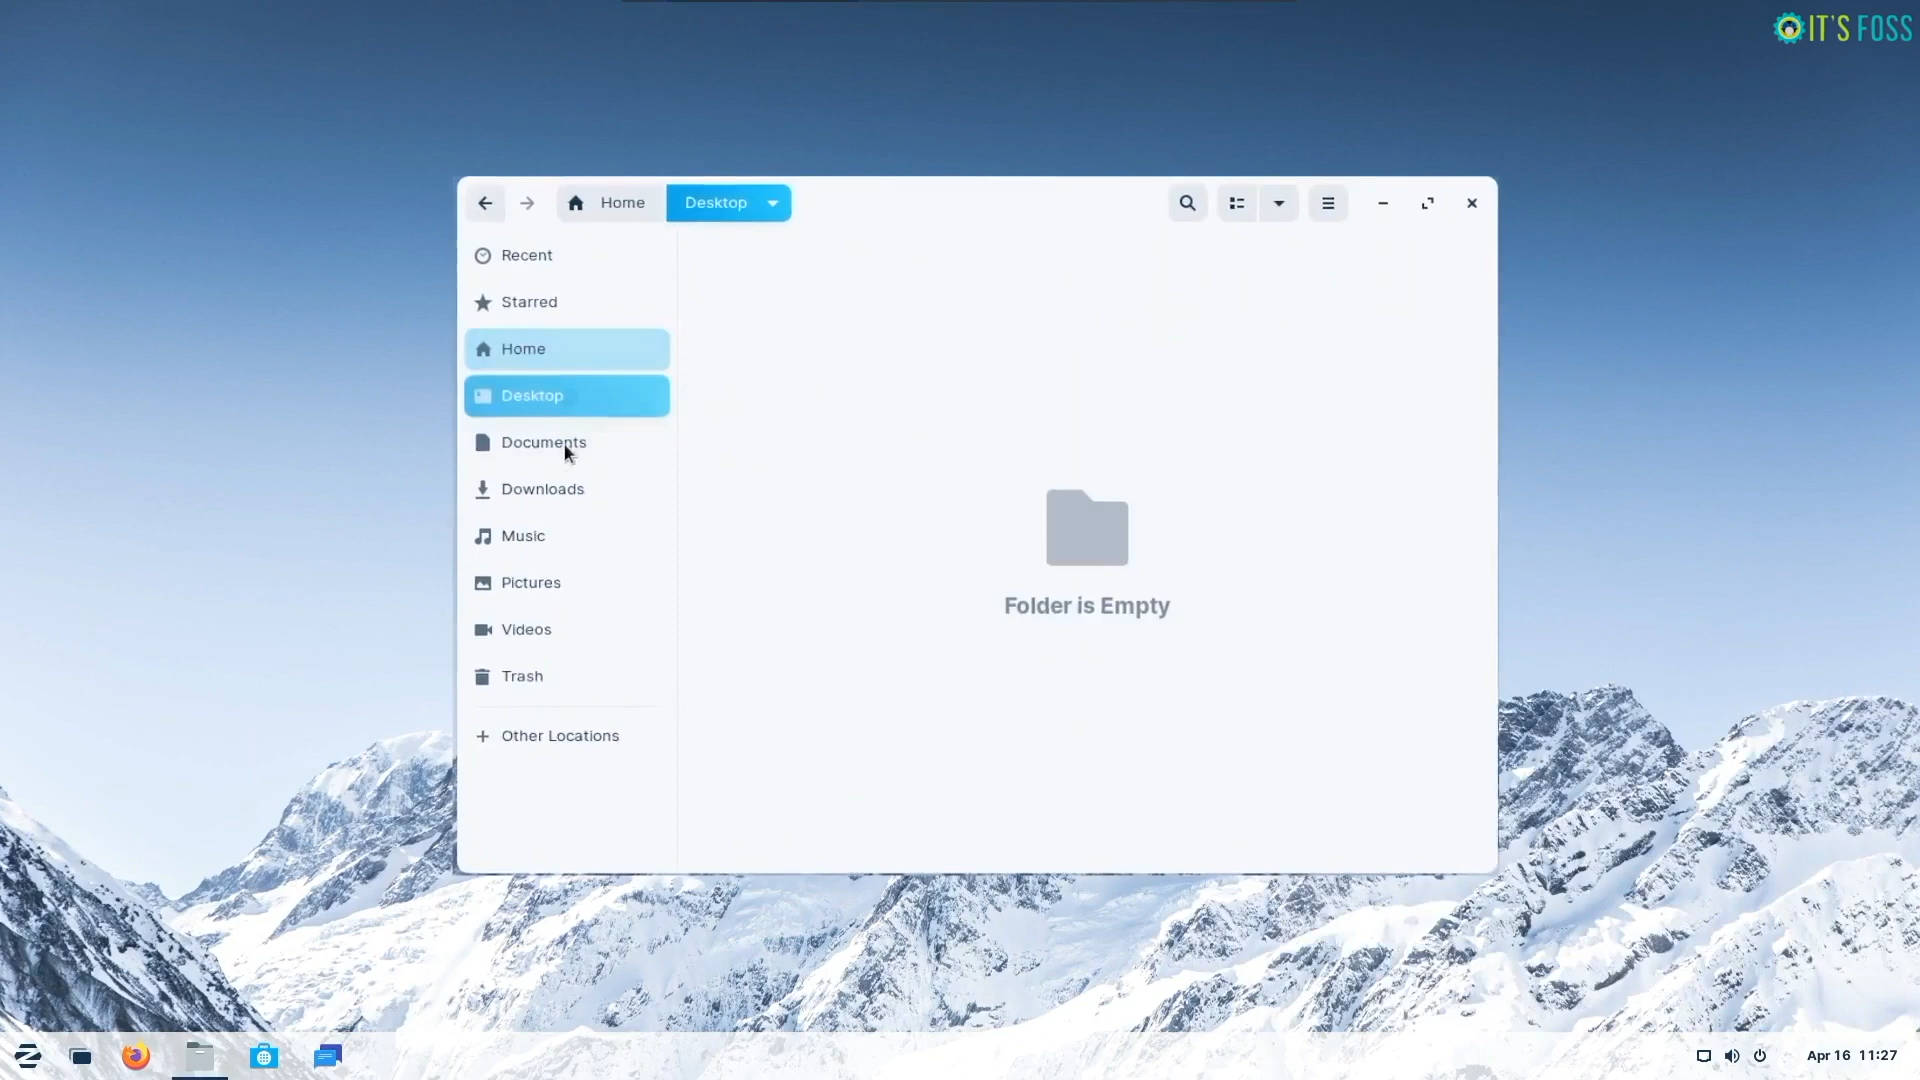 IT'S FOSS
Home
Desktop
Recent
Starred
Home
Desktop
Documents
Downloads
Music
Pictures
Videos
Trash
Other Locations
Folder is Empty
Apr 16 11:27